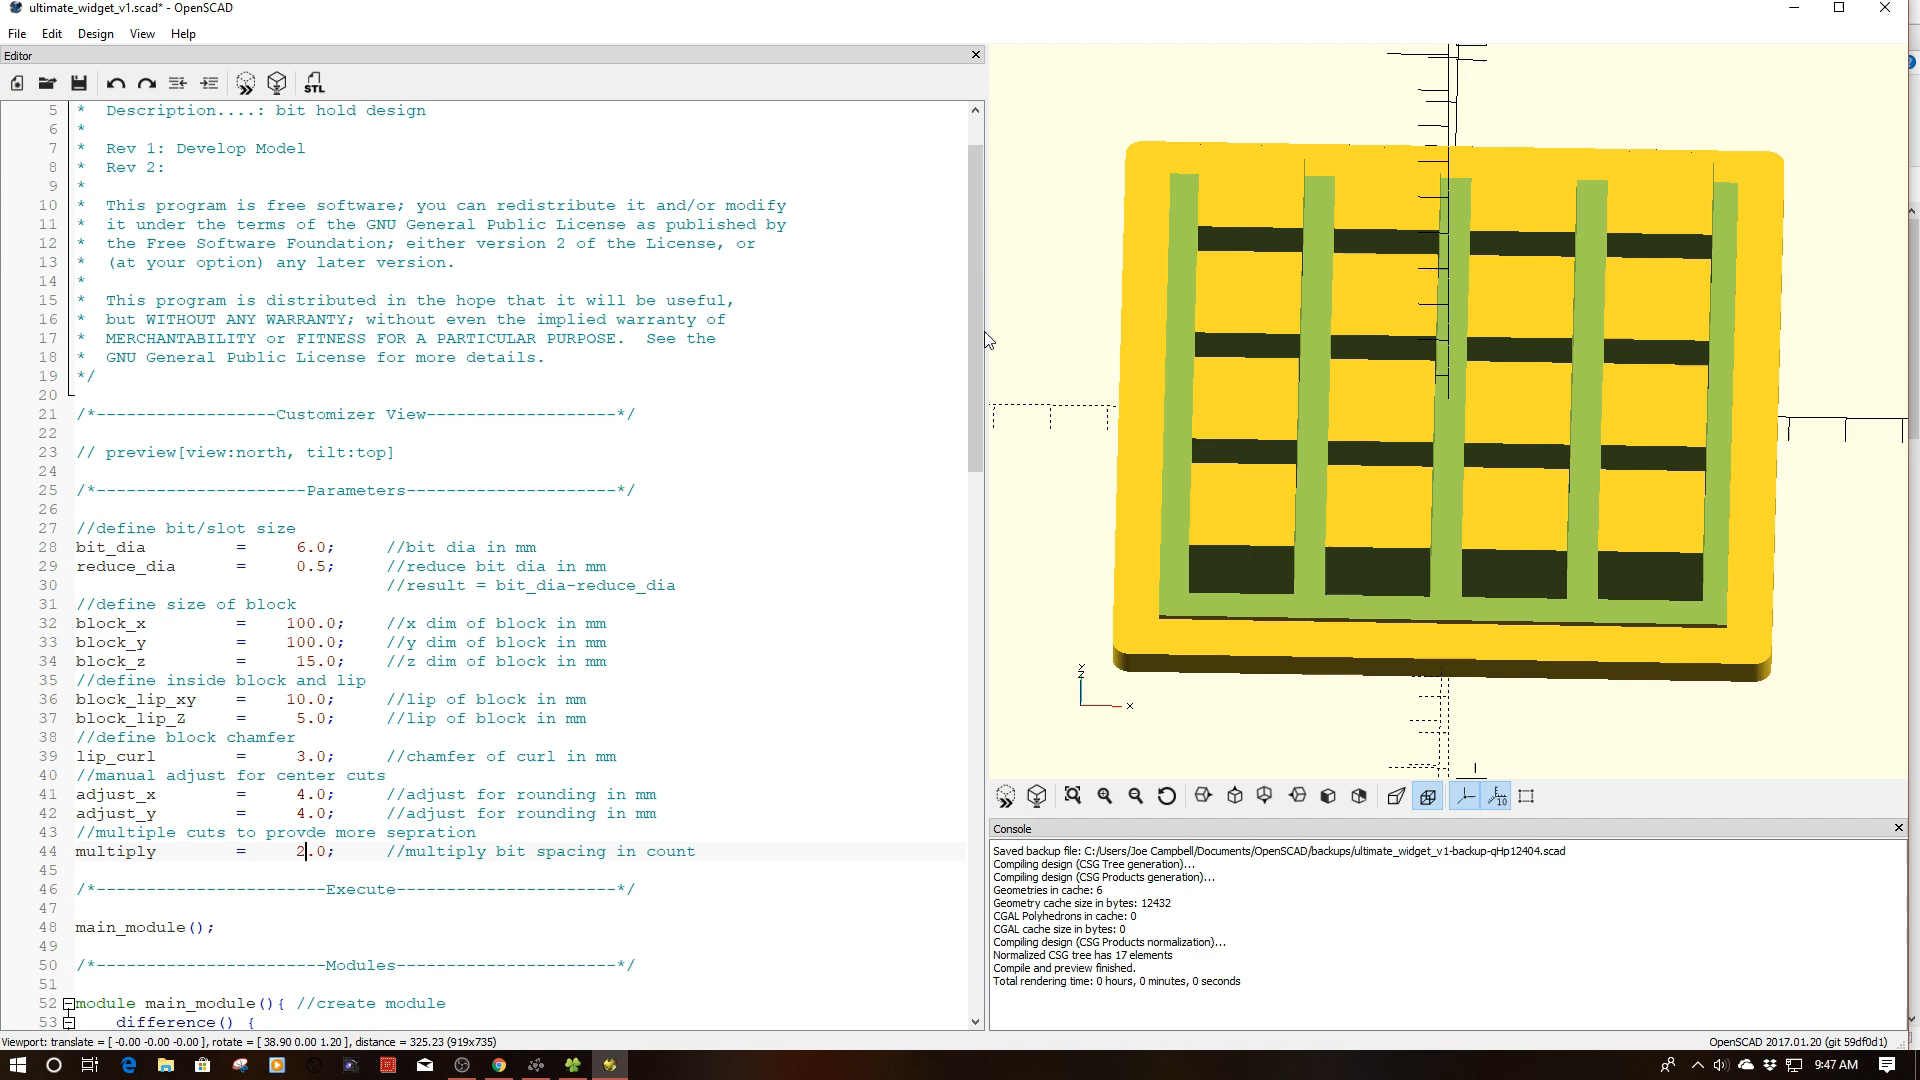 ultimate_widget_v1.scad* - OpenSCAD
File Edit Design View Help
Editor
STL
5 * Description....: bit hold design
6 *
7 * Rev 1: Develop Model
8 * Rev 2:
9 *
10 * This program is free software; you can redistribute it and/or modify
11 * it under the terms of the GNU General Public License as published by
12 * the Free Software Foundation; either version 2 of the License, or
13 * (at your option) any later version.
14 *
15 * This program is distributed in the hope that it will be useful,
16 * but WITHOUT ANY WARRANTY; without even the implied warranty of
17 * MERCHANTABILITY or FITNESS FOR A PARTICULAR PURPOSE.  See the
18 * GNU General Public License for more details.
19 */
20
21 /*------------------Customizer View-------------------*/
22
23 // preview[view:north, tilt:top]
24
25 /*---------------------Parameters---------------------*/
26
27 //define bit/slot size
28 bit_dia = 6.0; //bit dia in mm
29 reduce_dia = 0.5; //reduce bit dia in mm
30 //result = bit_dia-reduce_dia
31 //define size of block
32 block_x = 100.0; //x dim of block in mm
33 block_y = 100.0; //y dim of block in mm
34 block_z = 15.0; //z dim of block in mm
35 //define inside block and lip
36 block_lip_xy = 10.0; //lip of block in mm
37 block_lip_Z = 5.0; //lip of block in mm
38 //define block chamfer
39 lip_curl = 3.0; //chamfer of curl in mm
40 //manual adjust for center cuts
41 adjust_x = 4.0; //adjust for rounding in mm
42 adjust_y = 4.0; //adjust for rounding in mm
43 //multiple cuts to provde more sepration
44 multiply = 2.0; //multiply bit spacing in count
45
46 /*-----------------------Execute----------------------*/
47
48 main_module();
49
50 /*-----------------------Modules----------------------*/
51
52 module main_module(){ //create module
53 difference() {
Y
Z
X
10
Console
Saved backup file: C:/Users/Joe Campbell/Documents/OpenSCAD/backups/ultimate_widget_v1-backup-qHp12404.scad
Compiling design (CSG Tree generation)...
Compiling design (CSG Products generation)...
Geometries in cache: 6
Geometry cache size in bytes: 12432
CGAL Polyhedrons in cache: 0
CGAL cache size in bytes: 0
Compiling design (CSG Products normalization)...
Normalized CSG tree has 17 elements
Compile and preview finished.
Total rendering time: 0 hours, 0 minutes, 0 seconds
Viewport: translate = [ -0.00 -0.00 -0.00 ], rotate = [ 38.90 0.00 1.20 ], distance = 325.23 (919x735)
OpenSCAD 2017.01.20 (git 59df0d1)
9:47 AM